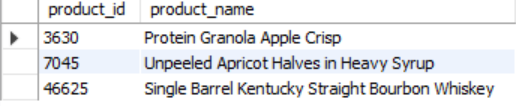 product_id product_name
3630 Protein Granola Apple Crisp
7045 Unpeeled Apricot Halves in Heavy Syrup
46625 Single Barrel Kentucky Straight Bourbon Whiskey